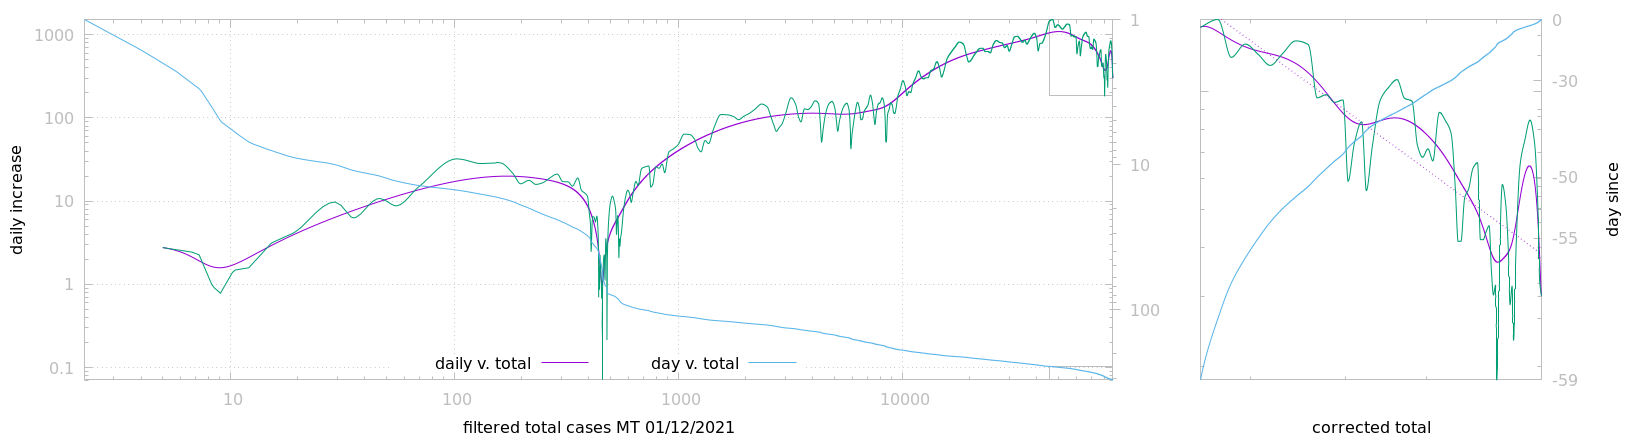 daily increase
1000
100
10
1
0.1
10
100
1000
10000
filtered total cases MT 01/12/2021
daily v. total
day v. total
1
10
100
0
-30
-50
-55
-59
day since
corrected total